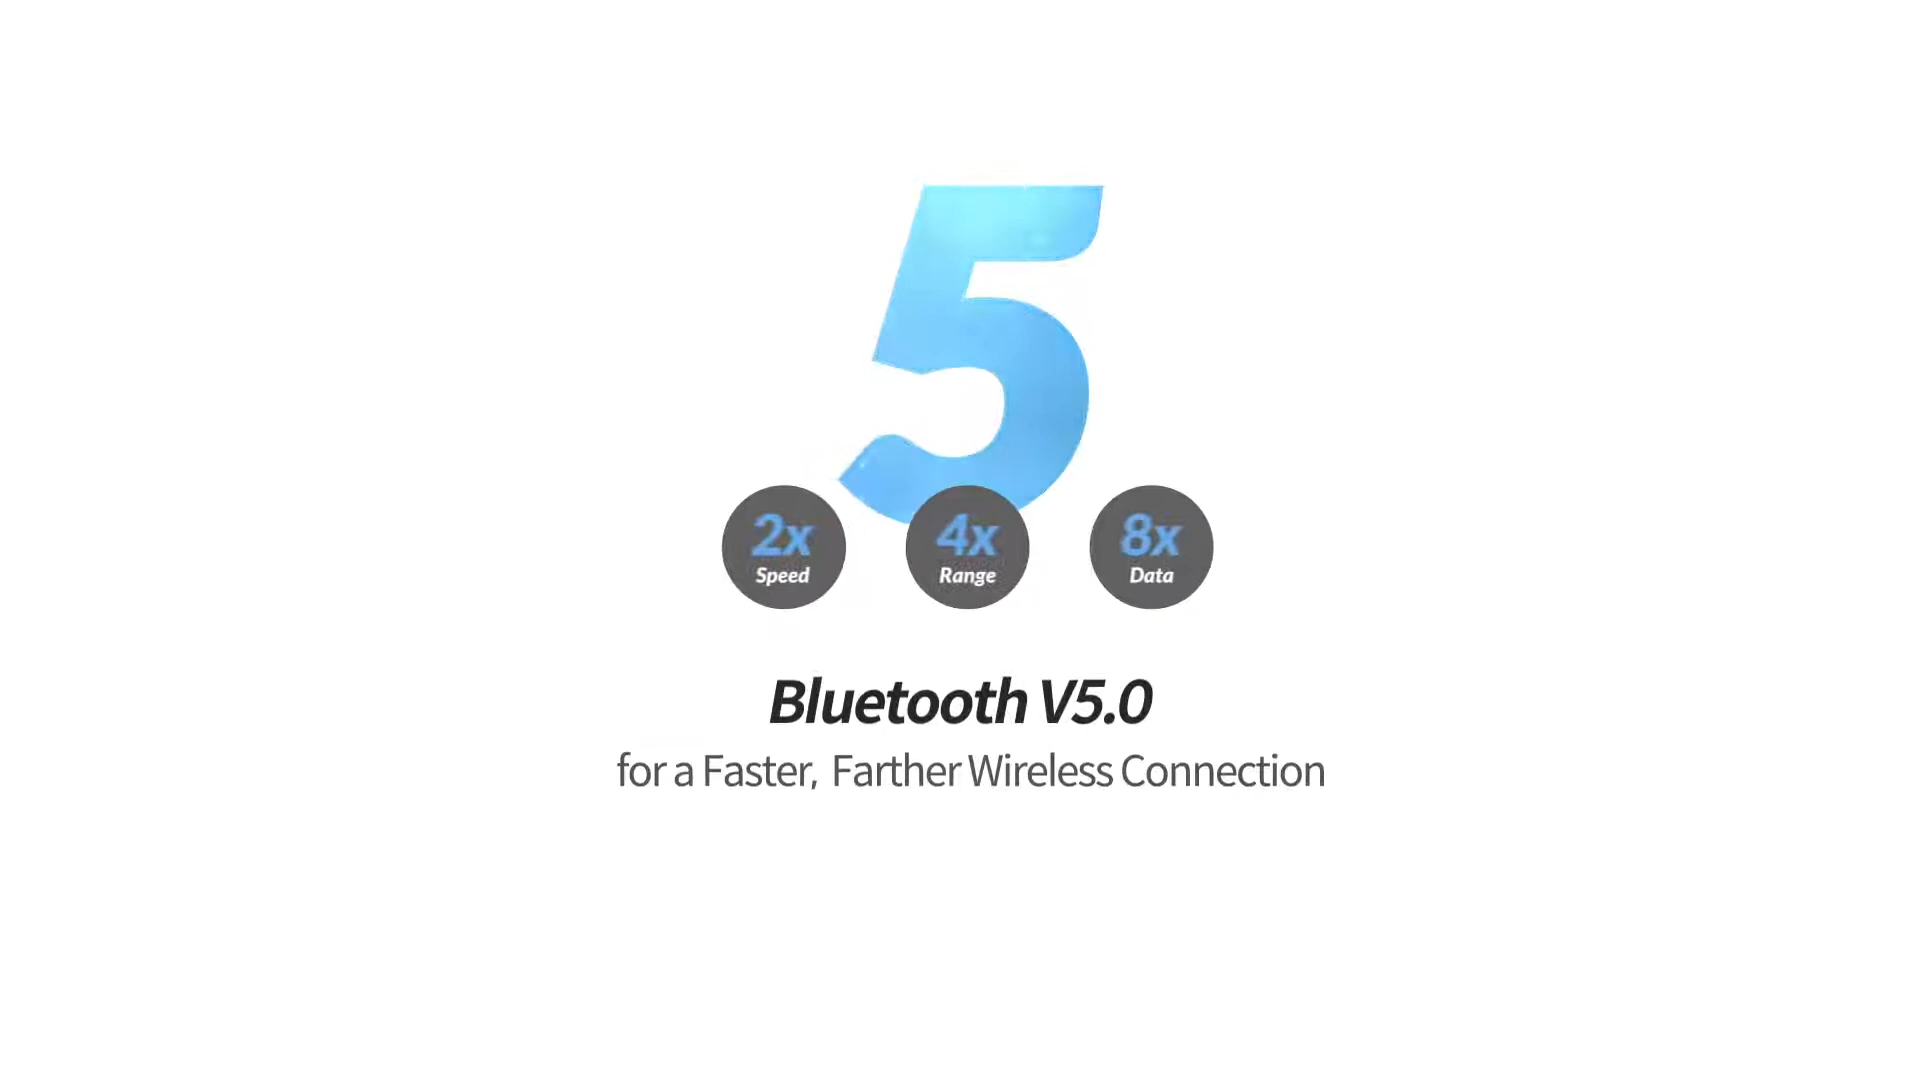 5
2x
Speed
4x
Range
8x
Data
Bluetooth V5.0
for a Faster, Farther Wireless Connection